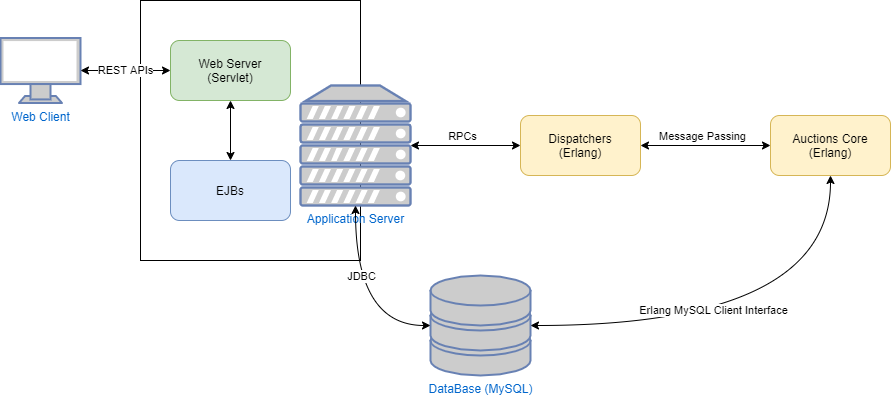 Web Client
REST APIs
Web Server
(Servlet)
EJBs
Application Server
RPCs
Dispatchers
(Erlang)
Message Passing
Auctions Core
(Erlang)
JDBC
Erlang MySQL Client Interface
DataBase (MySQL)